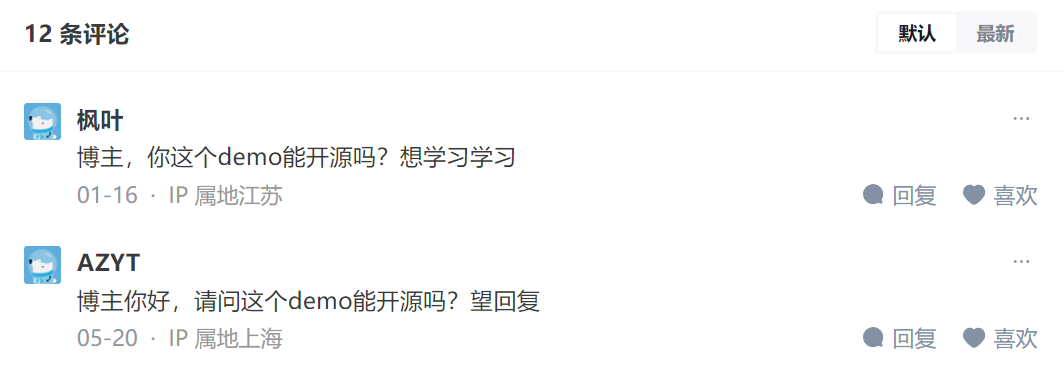 12 条评论
默认 最新
枫叶
博主，你这个demo能开源吗？想学习学习
01-16 · IP 属地江苏
回复 喜欢
AZYT
博主你好，请问这个demo能开源吗？望回复
05-20 · IP 属地上海
回复 喜欢